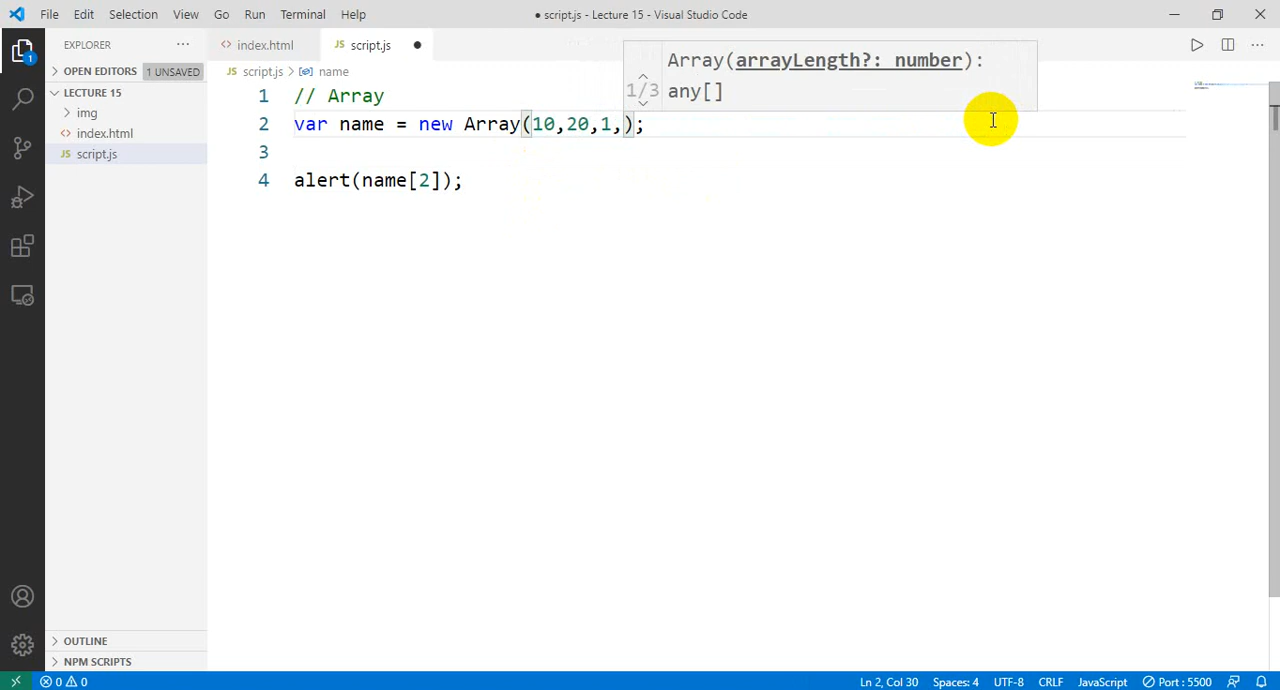 File Edit Selection View Go Run Terminal Help
● script.js - Lecture 15 - Visual Studio Code
EXPLORER
<> index.html
JS script.js
OPEN EDITORS 1 UNSAVED
JS script.js > name
LECTURE 15
img
<> index.html
JS script.js
1 // Array
2 var name = new Array(10,20,1,);
3
4 alert(name[2]);
1/3
Array(arrayLength?: number):
any[]
1
OUTLINE
NPM SCRIPTS
0 0
Ln 2, Col 30 Spaces: 4 UTF-8 CRLF JavaScript Port : 5500